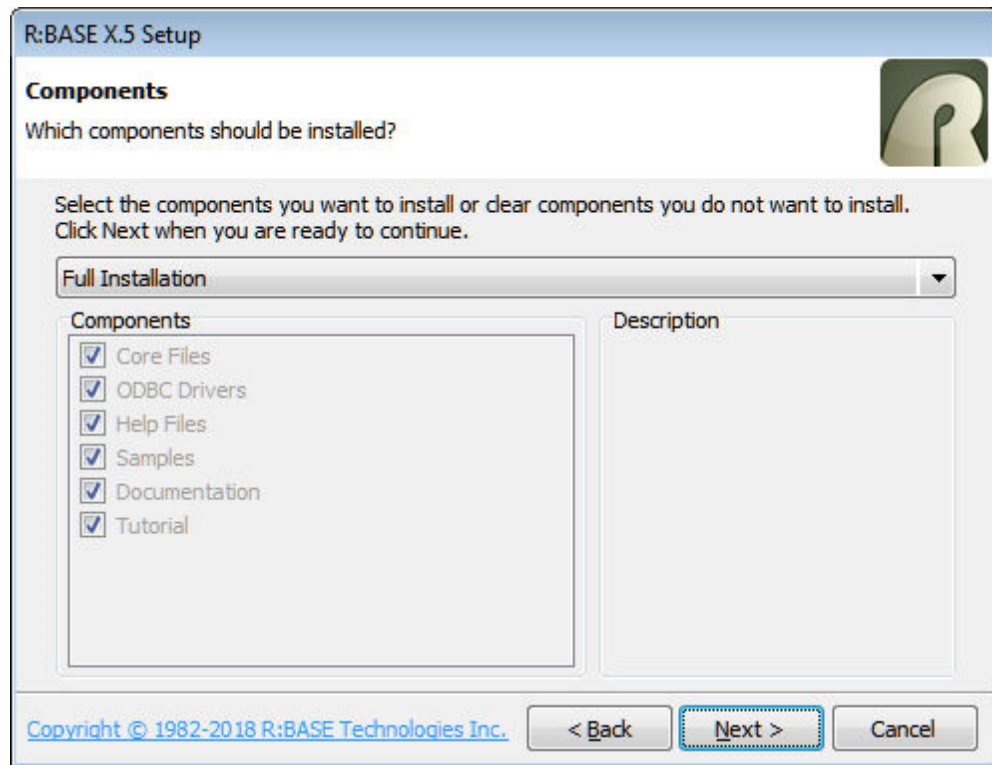 R:BASE X.5 Setup
Components
Which components should be installed?
Select the components you want to install or clear components you do not want to install.
Click Next when you are ready to continue.
Full Installation
Components
Description
Core Files
ODBC Drivers
Help Files
Samples
Documentation
Tutorial
Copyright © 1982-2018 R:BASE Technologies Inc.
< Back
Next >
Cancel